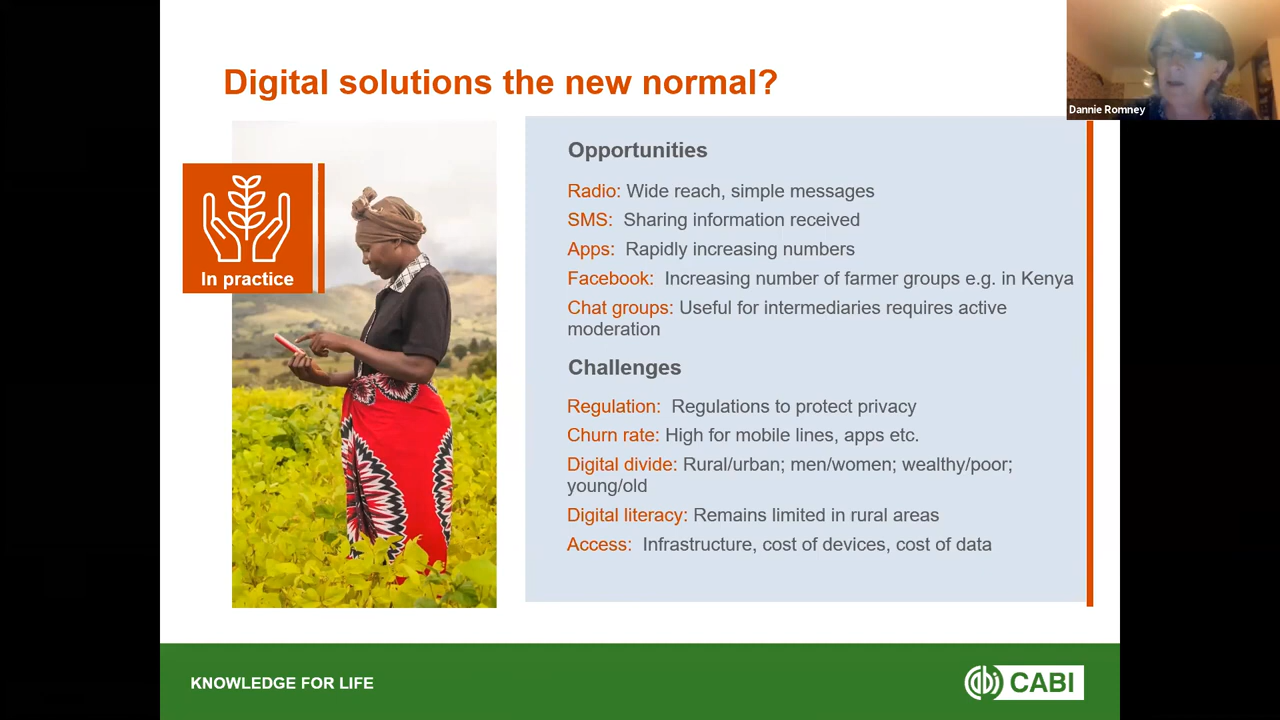 Digital solutions the new normal?
Dannie Romney
In practice
Opportunities
Radio: Wide reach, simple messages
SMS: Sharing information received
Apps: Rapidly increasing numbers
Facebook: Increasing number of farmer groups e.g. in Kenya
Chat groups: Useful for intermediaries requires active
moderation
Challenges
Regulation: Regulations to protect privacy
Churn rate: High for mobile lines, apps etc.
Digital divide: Rural/urban; men/women; wealthy/poor;
young/old
Digital literacy: Remains limited in rural areas
Access: Infrastructure, cost of devices, cost of data
KNOWLEDGE FOR LIFE
CABI